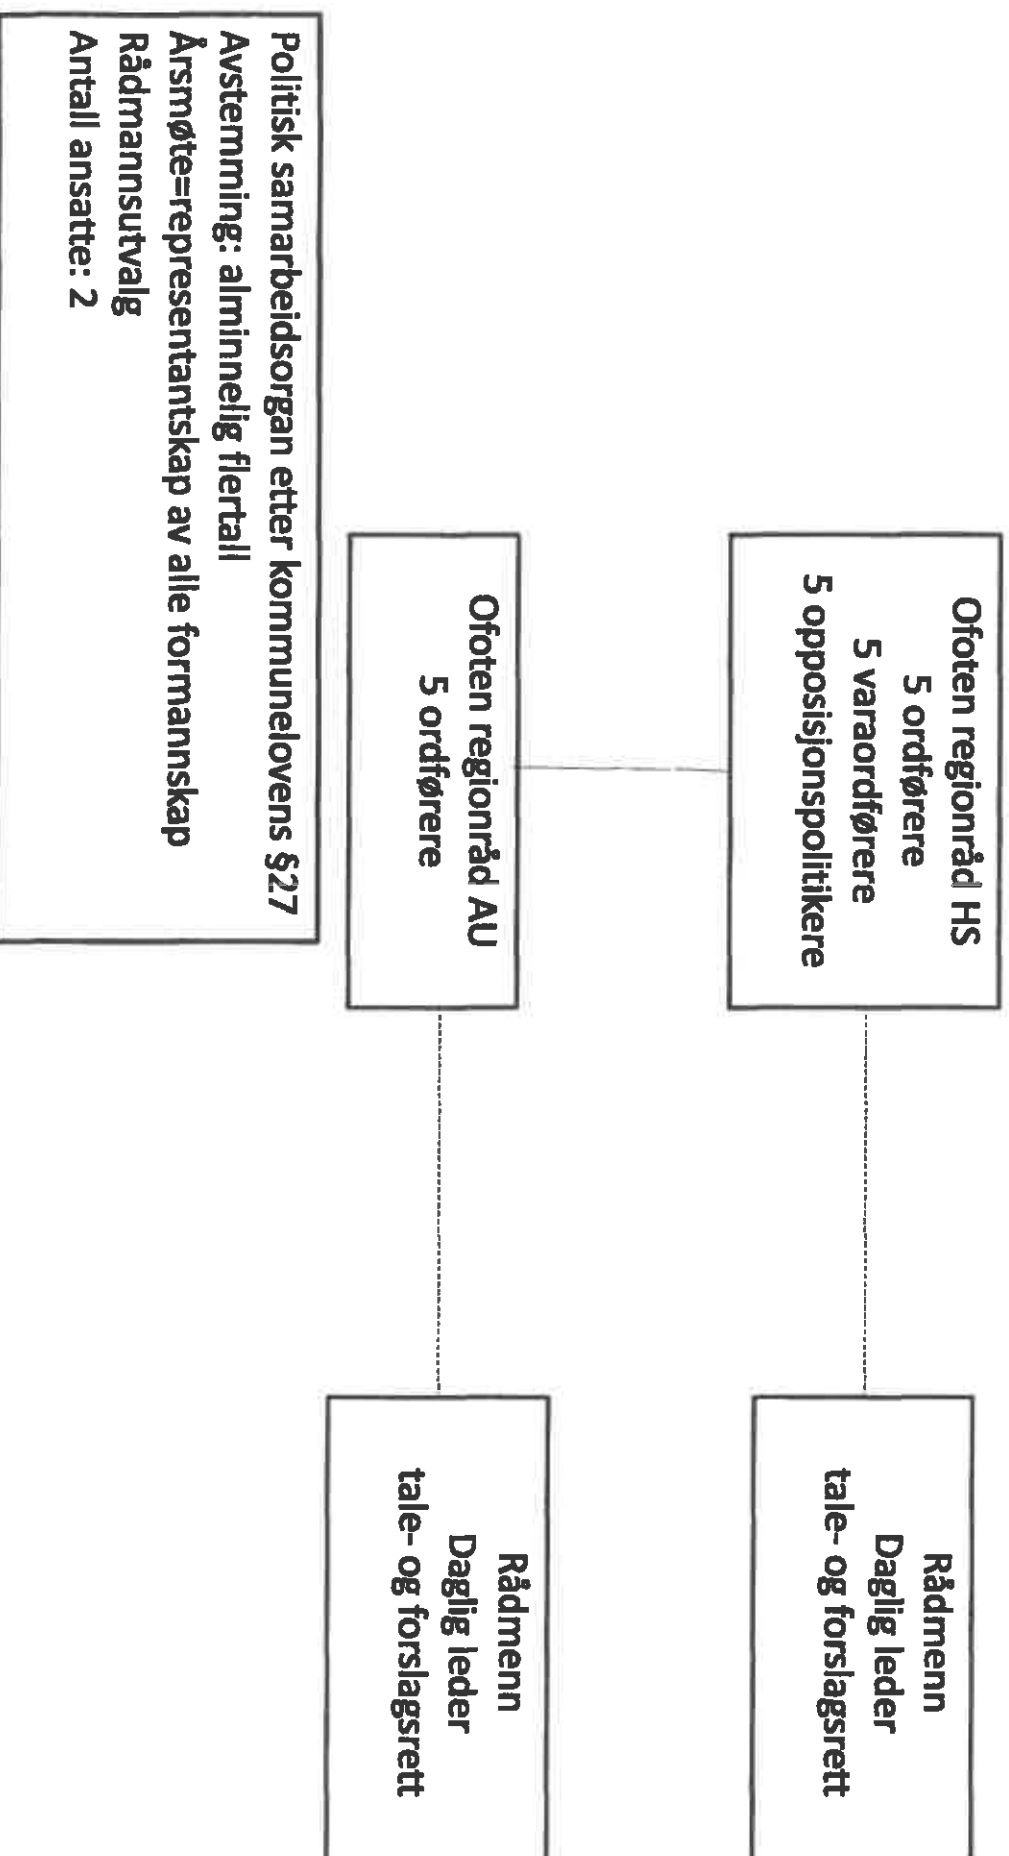 Ofoten regionråd HS
5 ordførere
5 varaordførere
5 opposisjonspolitikere
Rådmenn
Daglig leder
tale- og forslagsrett
Ofoten regionråd AU
5 ordførere
Rådmenn
Daglig leder
tale- og forslagsrett
Politisk samarbeidsorgan etter kommunelovens §27
Avstemming: alminnelig flertall
Årsmøte=representantskap av alle formannskap
Rådmannsutvalg
Antall ansatte: 2